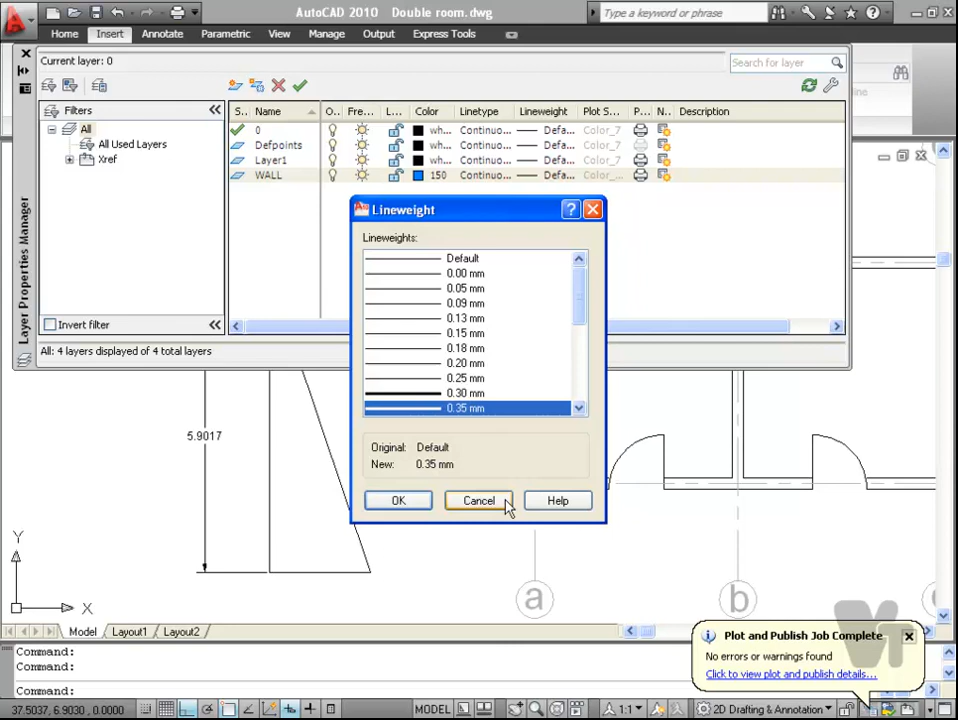 AutoCAD 2010 Double room.dwg
Type a keyword or phrase
Home Insert Annotate Parametric View Manage Output Express Tools
Current layer: 0
Search for layer
Filters
S.. Name O.. Fre... L... Color Linetype Lineweight Plot S... P... N.. Description
All
0 wh... Continuo... Defa... Color_7
All Used Layers
Defpoints wh... Continuo... Defa... Color_7
Xref
Layer1 wh... Continuo... Defa... Color_7
WALL 150 Continuo... Defa... Color_...
Layer Properties Manager
Invert filter
All: 4 layers displayed of 4 total layers
Lineweight
Lineweights:
Default
0.00 mm
0.05 mm
0.09 mm
0.13 mm
0.15 mm
0.18 mm
0.20 mm
0.25 mm
0.30 mm
0.35 mm
Original: Default
New: 0.35 mm
OK Cancel Help
5.9017
Y
X
a
b
Model Layout1 Layout2
Command:
Command:
Command:
Plot and Publish Job Complete
No errors or warnings found
Click to view plot and publish details...
37.5037, 6.9030, 0.0000
MODEL
1:1
2D Drafting & Annotation